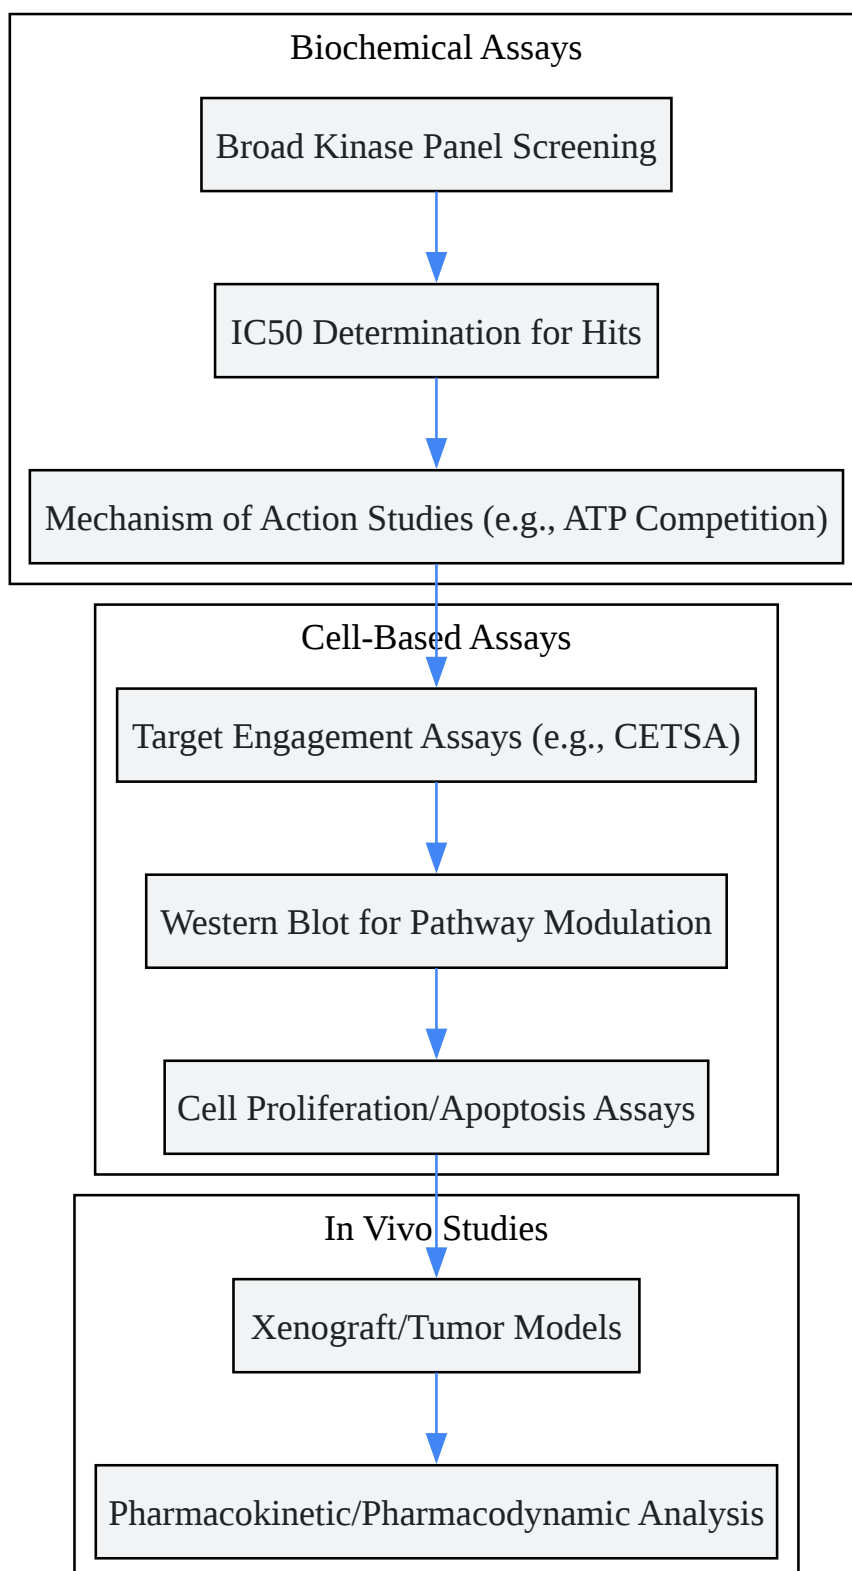 Biochemical Assays
Broad Kinase Panel Screening
IC50 Determination for Hits
Mechanism of Action Studies (e.g., ATP Competition)
Cell-Based Assays
Target Engagement Assays (e.g., CETSA)
Western Blot for Pathway Modulation
Cell Proliferation/Apoptosis Assays
In Vivo Studies
Xenograft/Tumor Models
Pharmacokinetic/Pharmacodynamic Analysis